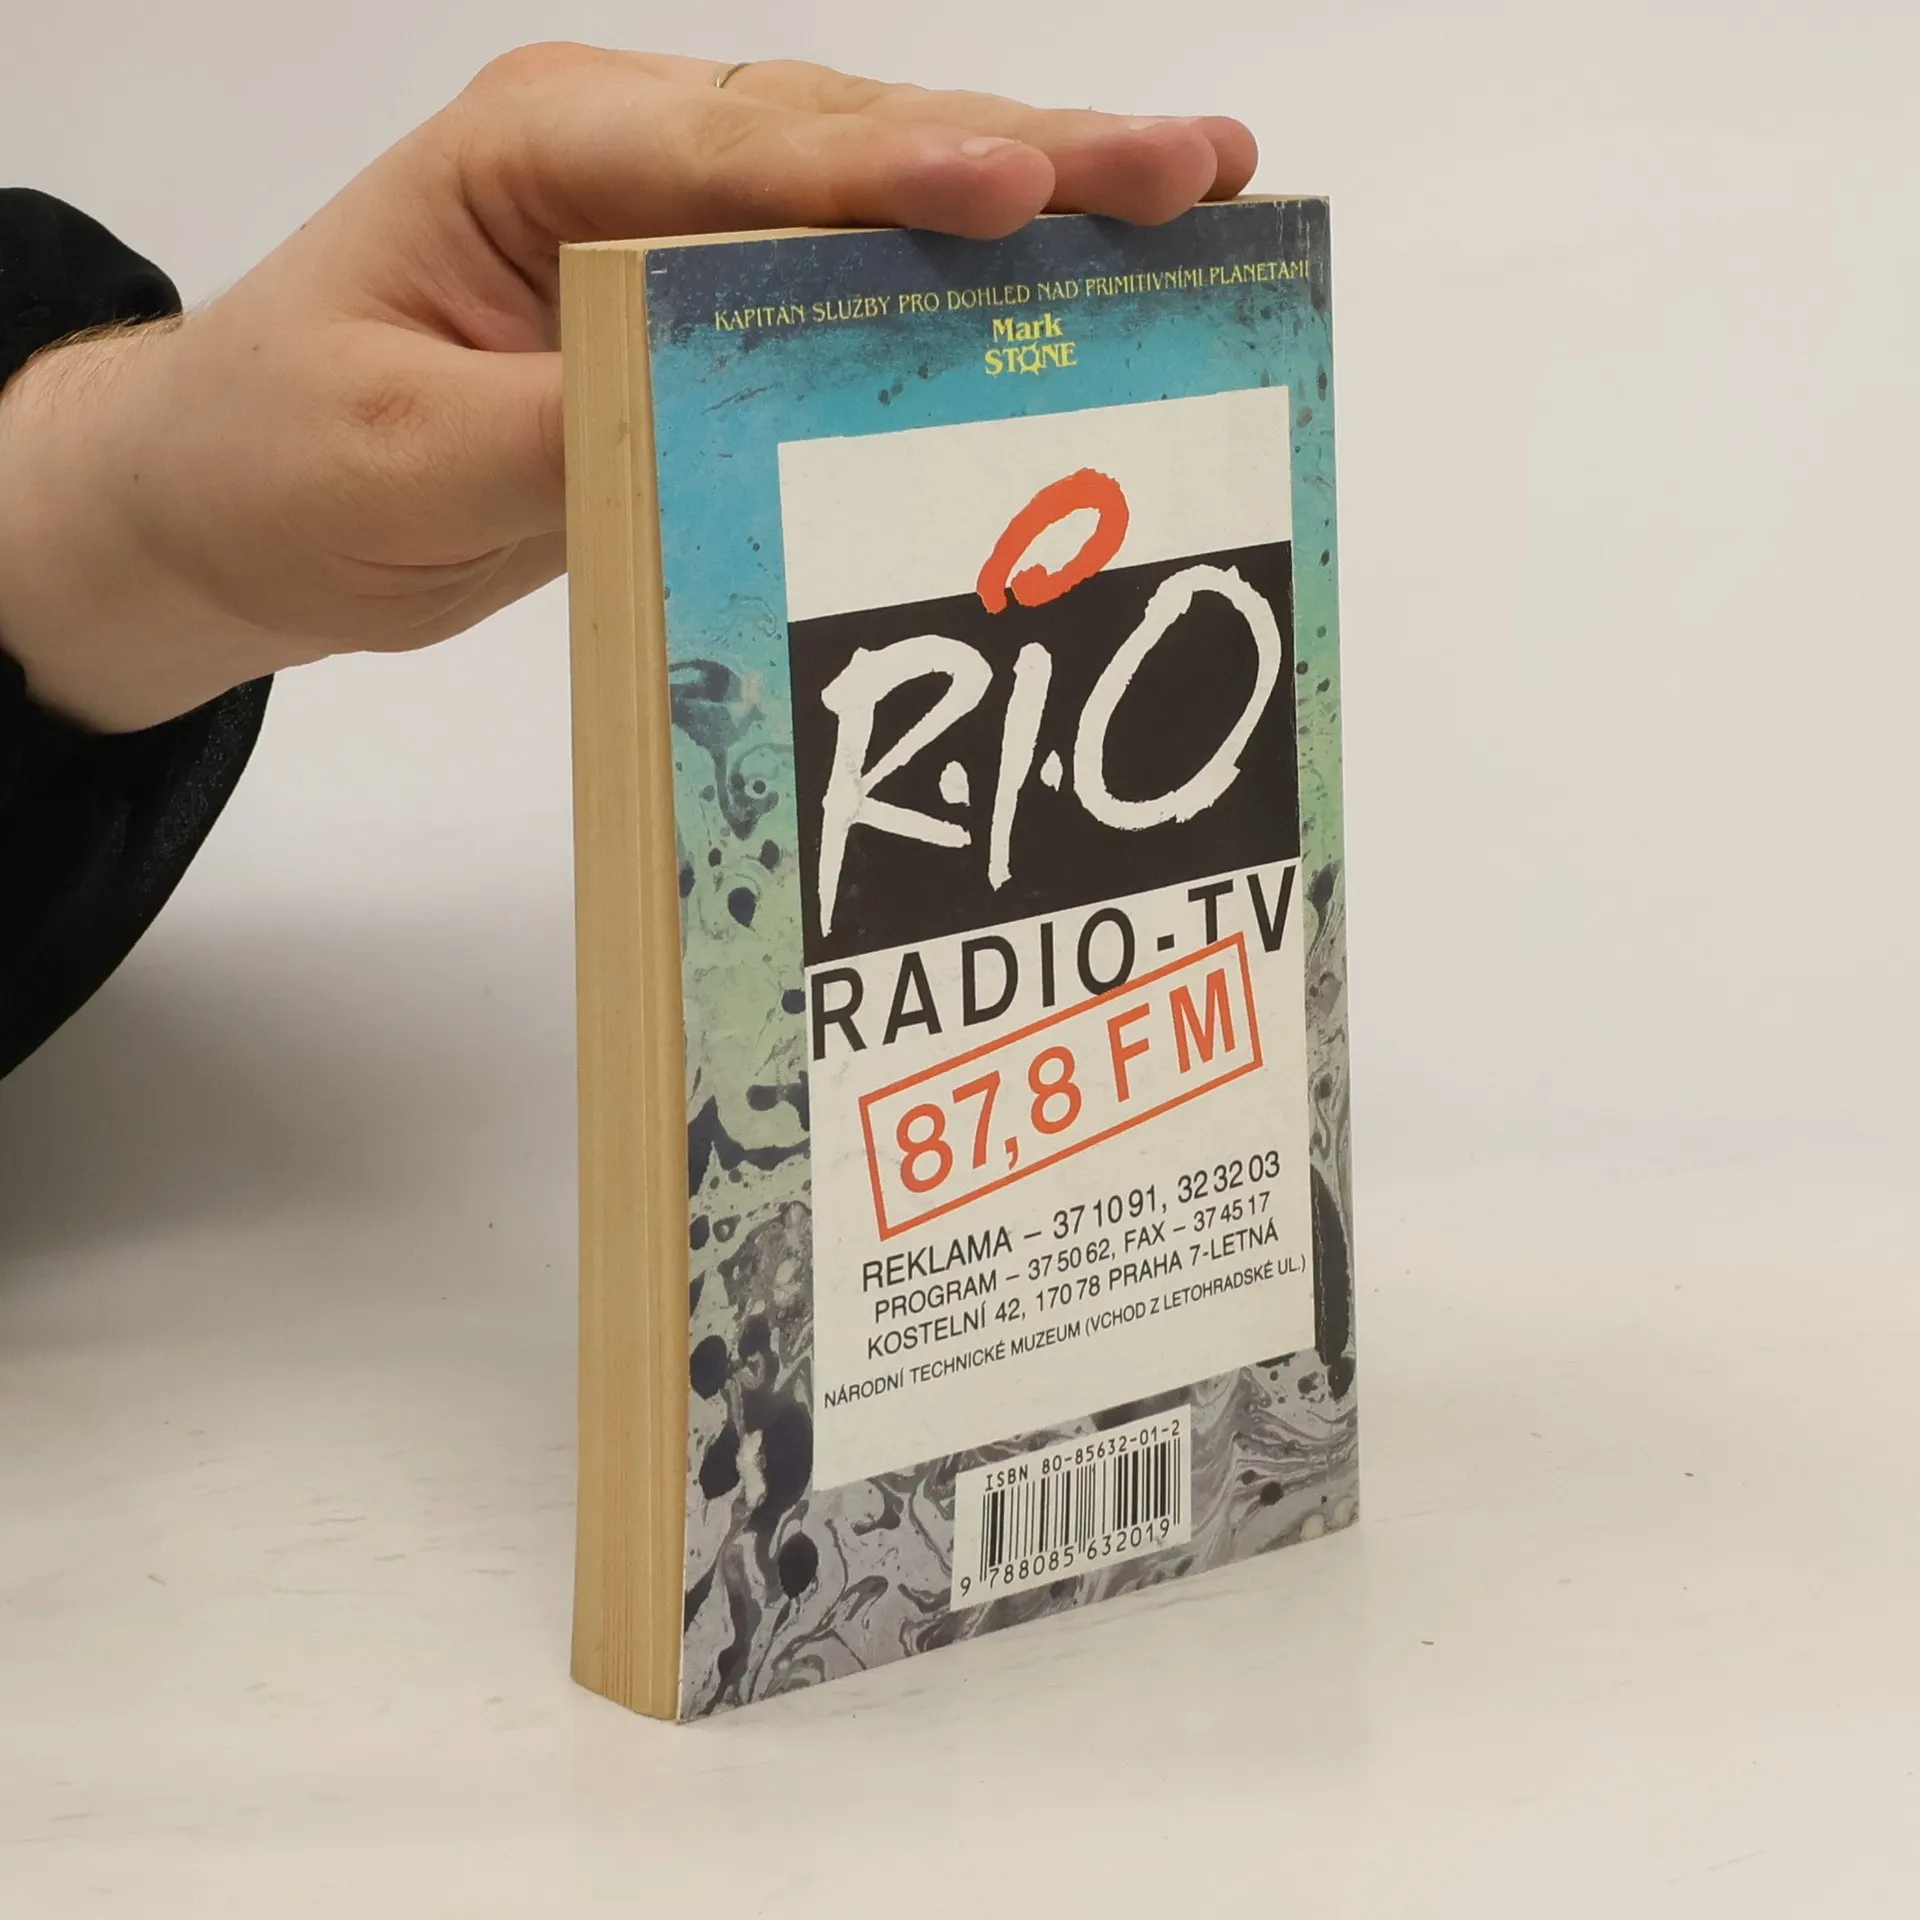 KAPITÁN SLUŽBY PRO DOHLED NAD PRIMITIVNÍMI PLANETAMI
Mark
STONE
R.I.O
RADIO-TV
87,8 FM
REKLAMA – 37 10 91, 32 32 03
PROGRAM – 37 50 62, FAX – 37 45 17
KOSTELNÍ 42, 170 78 PRAHA 7-LETNÁ
NÁRODNÍ TECHNICKÉ MUZEUM (VCHOD Z LETOHRADSKÉ UL.)
ISBN 80-85632-01-2
9 788085 632019